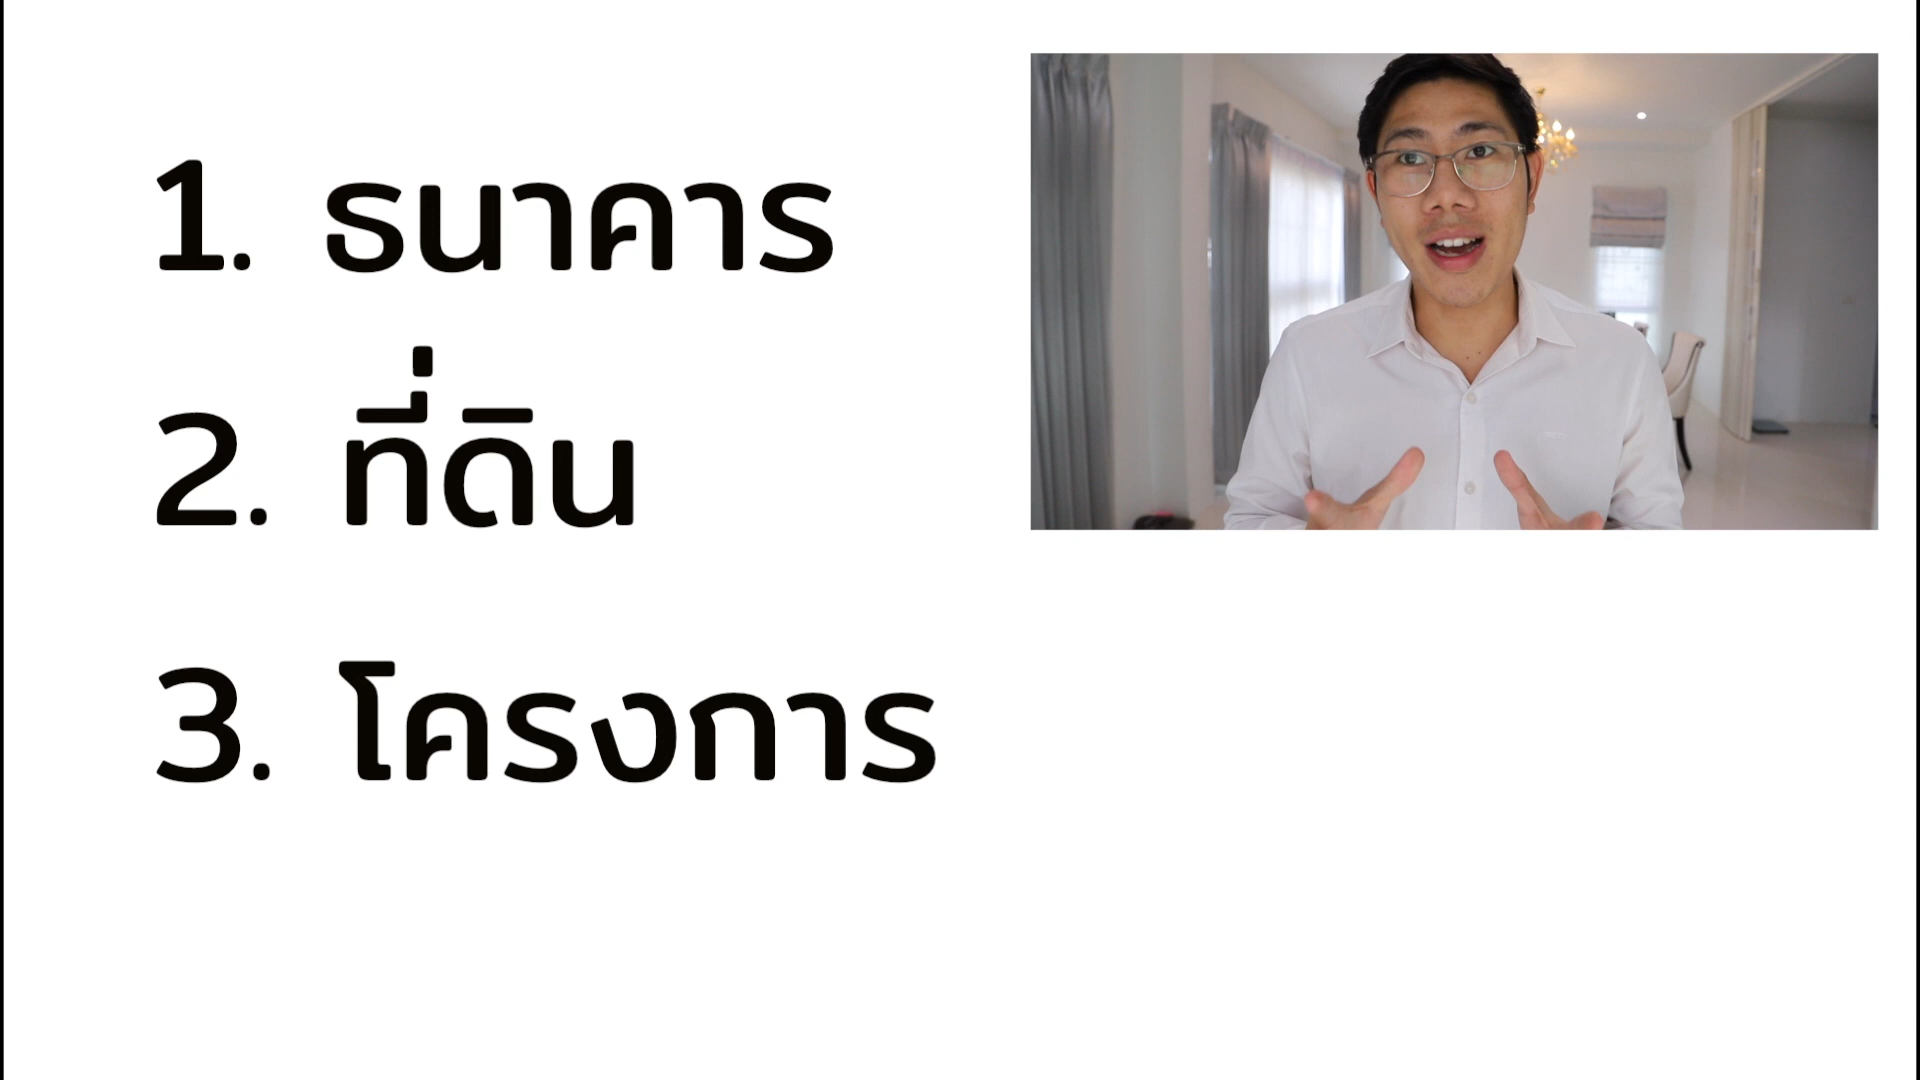 1. ธนาคาร
2. ที่ดิน
3. โครงการ